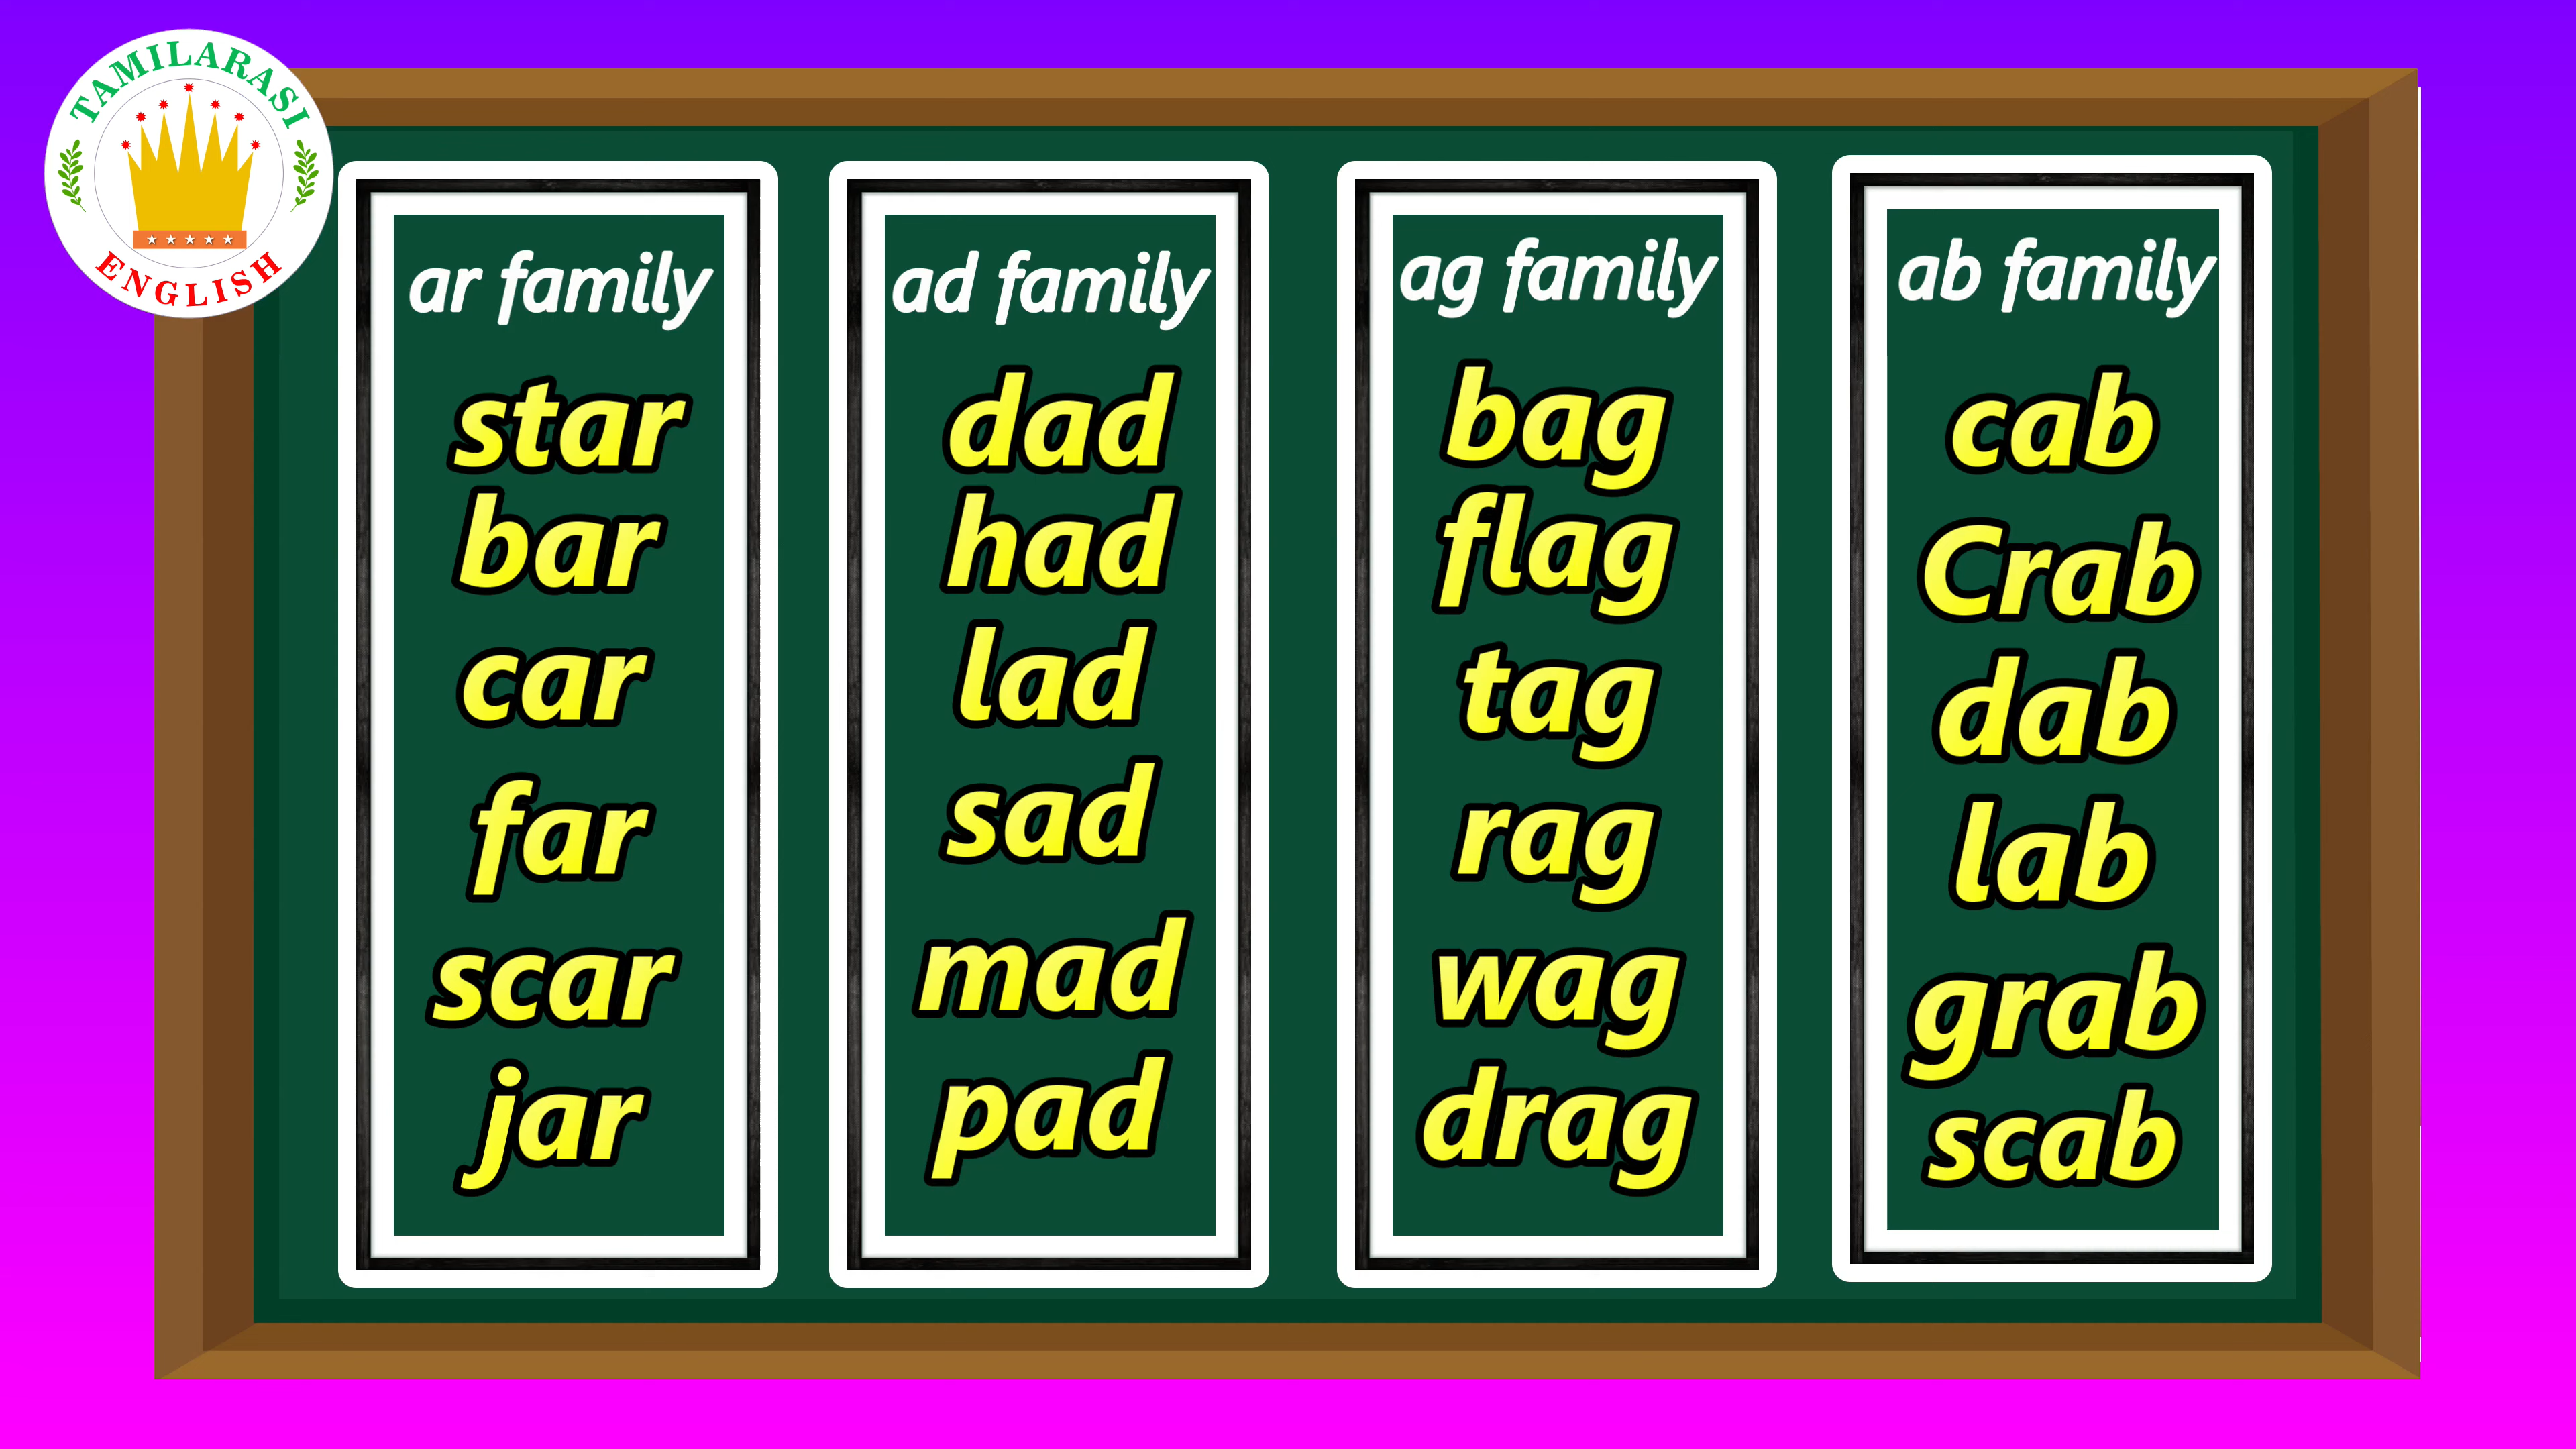 TAMILARASI
ENGLISH
ar family
star
bar
car
far
scar
jar
ad family
dad
had
lad
sad
mad
pad
ag family
bag
flag
tag
rag
wag
drag
ab family
cab
Crab
dab
lab
grab
scab